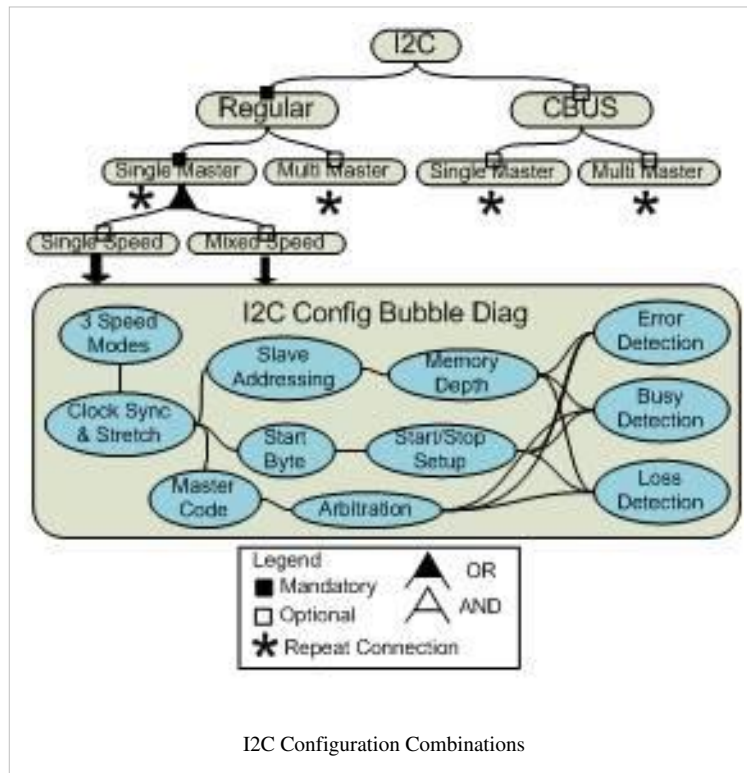 I2C
Regular
CBUS
Single Master
Multi Master
Single Master
Multi Master
Single Speed
Mixed Speed
I2C Config Bubble Diag
3 Speed
Modes
Slave
Addressing
Memory
Depth
Error
Detection
Clock Sync
& Stretch
Start
Byte
Start/Stop
Setup
Busy
Detection
Master
Code
Arbitration
Loss
Detection
Legend
Mandatory
Optional
Repeat Connection
OR
AND
I2C Configuration Combinations